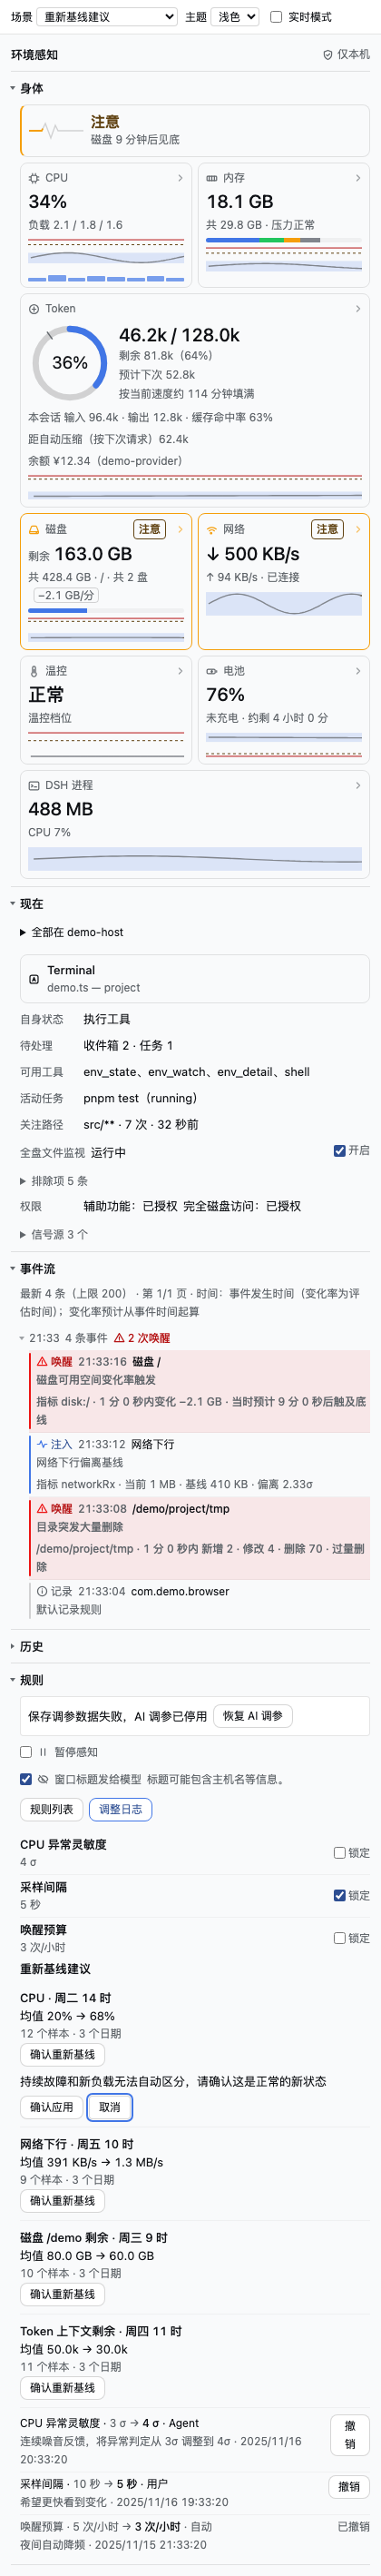 场景 重新基线建议 主题 浅色 实时模式
环境感知 仅本机
身体
注意
磁盘 9 分钟后见底
CPU
34%
负载 2.1 / 1.8 / 1.6
内存
18.1 GB
共 29.8 GB · 压力正常
Token
36%
46.2k / 128.0k
剩余 81.8k（64%）
预计下次 52.8k
按当前速度约 114 分钟填满
本会话 输入 96.4k · 输出 12.8k · 缓存命中率 63%
距自动压缩（按下次请求）62.4k
余额 ¥12.34（demo-provider）
磁盘 注意
剩余 163.0 GB
共 428.4 GB · / · 共 2 盘
−2.1 GB/分
网络 注意
↓ 500 KB/s
↑ 94 KB/s · 已连接
温控
正常
温控档位
电池
76%
未充电 · 约剩 4 小时 0 分
DSH 进程
488 MB
CPU 7%
现在
全部在 demo-host
Terminal
demo.ts — project
自身状态 执行工具
待处理 收件箱 2 · 任务 1
可用工具 env_state、env_watch、env_detail、shell
活动任务 pnpm test（running）
关注路径 src/** · 7 次 · 32 秒前
全盘文件监视 运行中 开启
排除项 5 条
权限 辅助功能：已授权 完全磁盘访问：已授权
信号源 3 个
事件流
最新 4 条（上限 200） · 第 1/1 页 · 时间：事件发生时间（变化率为评
估时间）；变化率预计从事件时间起算
21:33 4 条事件 2 次唤醒
唤醒 21:33:16 磁盘 /
磁盘可用空间变化率触发
指标 disk:/ · 1 分 0 秒内变化 −2.1 GB · 当时预计 9 分 0 秒后触及底
线
注入 21:33:12 网络下行
网络下行偏离基线
指标 networkRx · 当前 1 MB · 基线 410 KB · 偏离 2.33σ
唤醒 21:33:08 /demo/project/tmp
目录突发大量删除
/demo/project/tmp · 1 分 0 秒内 新增 2 · 修改 4 · 删除 70 · 过量删
除
记录 21:33:04 com.demo.browser
默认记录规则
历史
规则
保存调参数据失败，AI 调参已停用 恢复 AI 调参
暂停感知
窗口标题发给模型 标题可能包含主机名等信息。
规则列表 调整日志
CPU 异常灵敏度
4 σ
锁定
采样间隔
5 秒
锁定
唤醒预算
3 次/小时
锁定
重新基线建议
CPU · 周二 14 时
均值 20% → 68%
12 个样本 · 3 个日期
确认重新基线
持续故障和新负载无法自动区分，请确认这是正常的新状态
确认应用 取消
网络下行 · 周五 10 时
均值 391 KB/s → 1.3 MB/s
9 个样本 · 3 个日期
确认重新基线
磁盘 /demo 剩余 · 周三 9 时
均值 80.0 GB → 60.0 GB
10 个样本 · 3 个日期
确认重新基线
Token 上下文剩余 · 周四 11 时
均值 50.0k → 30.0k
11 个样本 · 3 个日期
确认重新基线
CPU 异常灵敏度 · 3 σ → 4 σ · Agent
连续噪音反馈，将异常判定从 3σ 调整到 4σ · 2025/11/16
20:33:20
撤
销
采样间隔 · 10 秒 → 5 秒 · 用户
希望更快看到变化 · 2025/11/16 19:33:20
撤销
唤醒预算 · 5 次/小时 → 3 次/小时 · 自动
夜间自动降频 · 2025/11/15 21:33:20
已撤销